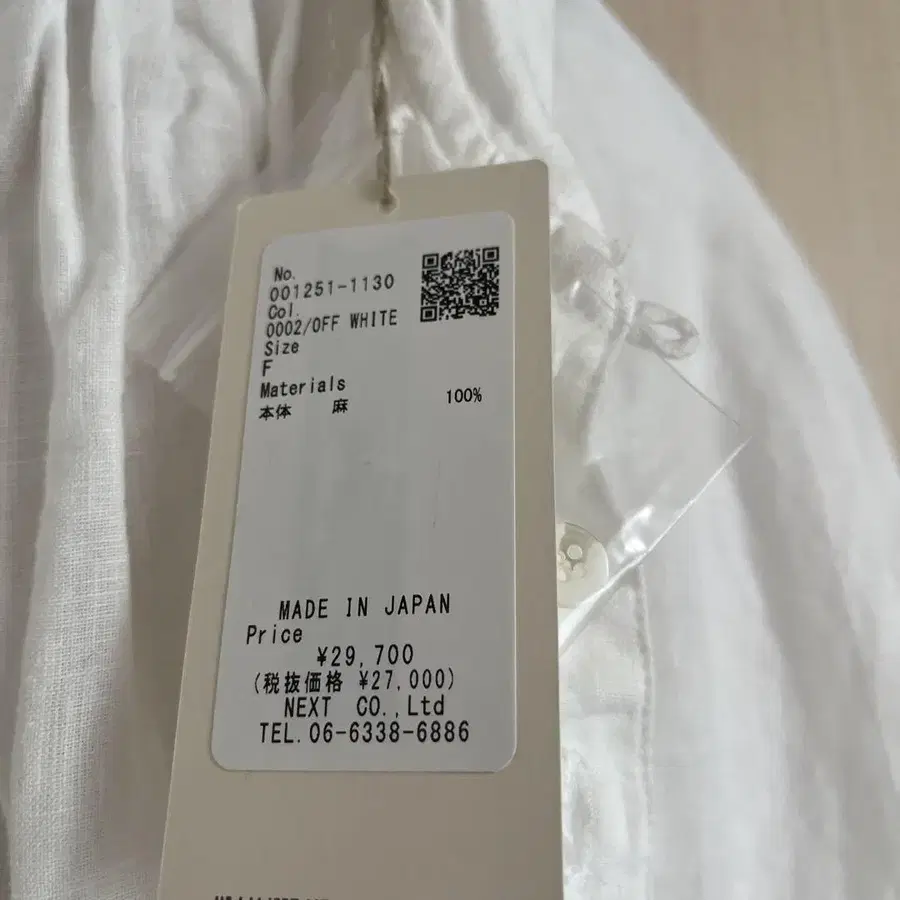 No.
001251-1130
Col.
0002/OFF WHITE
Size
F
Materials
本体 麻 100%
MADE IN JAPAN
Price
¥29,700
(税抜価格 ¥27,000)
NEXT CO.,Ltd
TEL.06-6338-6886